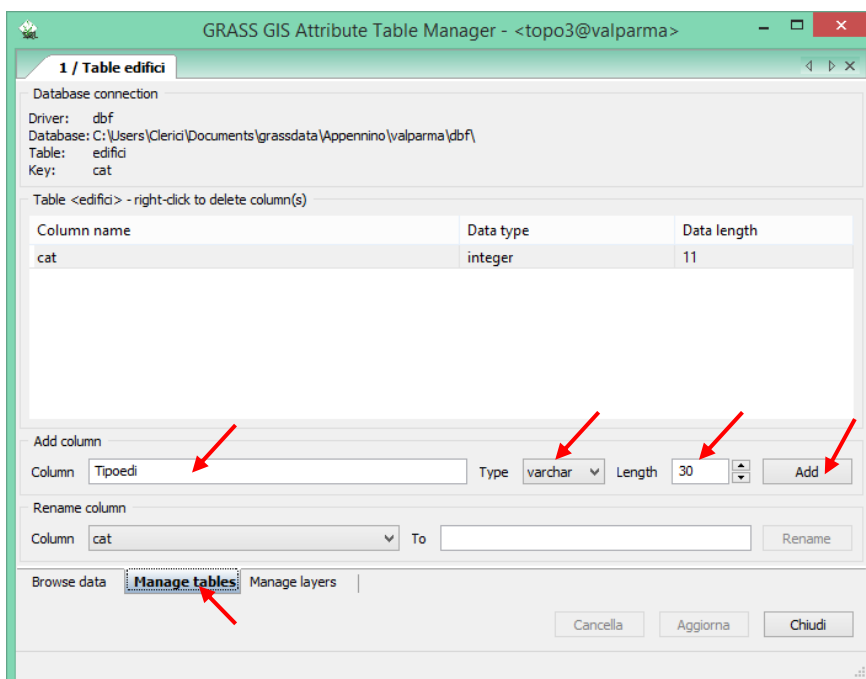 GRASS GIS Attribute Table Manager - <topo3@valparma>
1 / Table edifici
Database connection
Driver: dbf
Database: C:\Users\Clerici\Documents\grassdata\Appennino\valparma\dbf\
Table: edifici
Key: cat
Table <edifici> - right-click to delete column(s)
Column name Data type Data length
cat integer 11
Add column
Column Tipoedi Type varchar Length 30 Add
Rename column
Column cat To Rename
Browse data Manage tables Manage layers
Cancella Aggiorna Chiudi